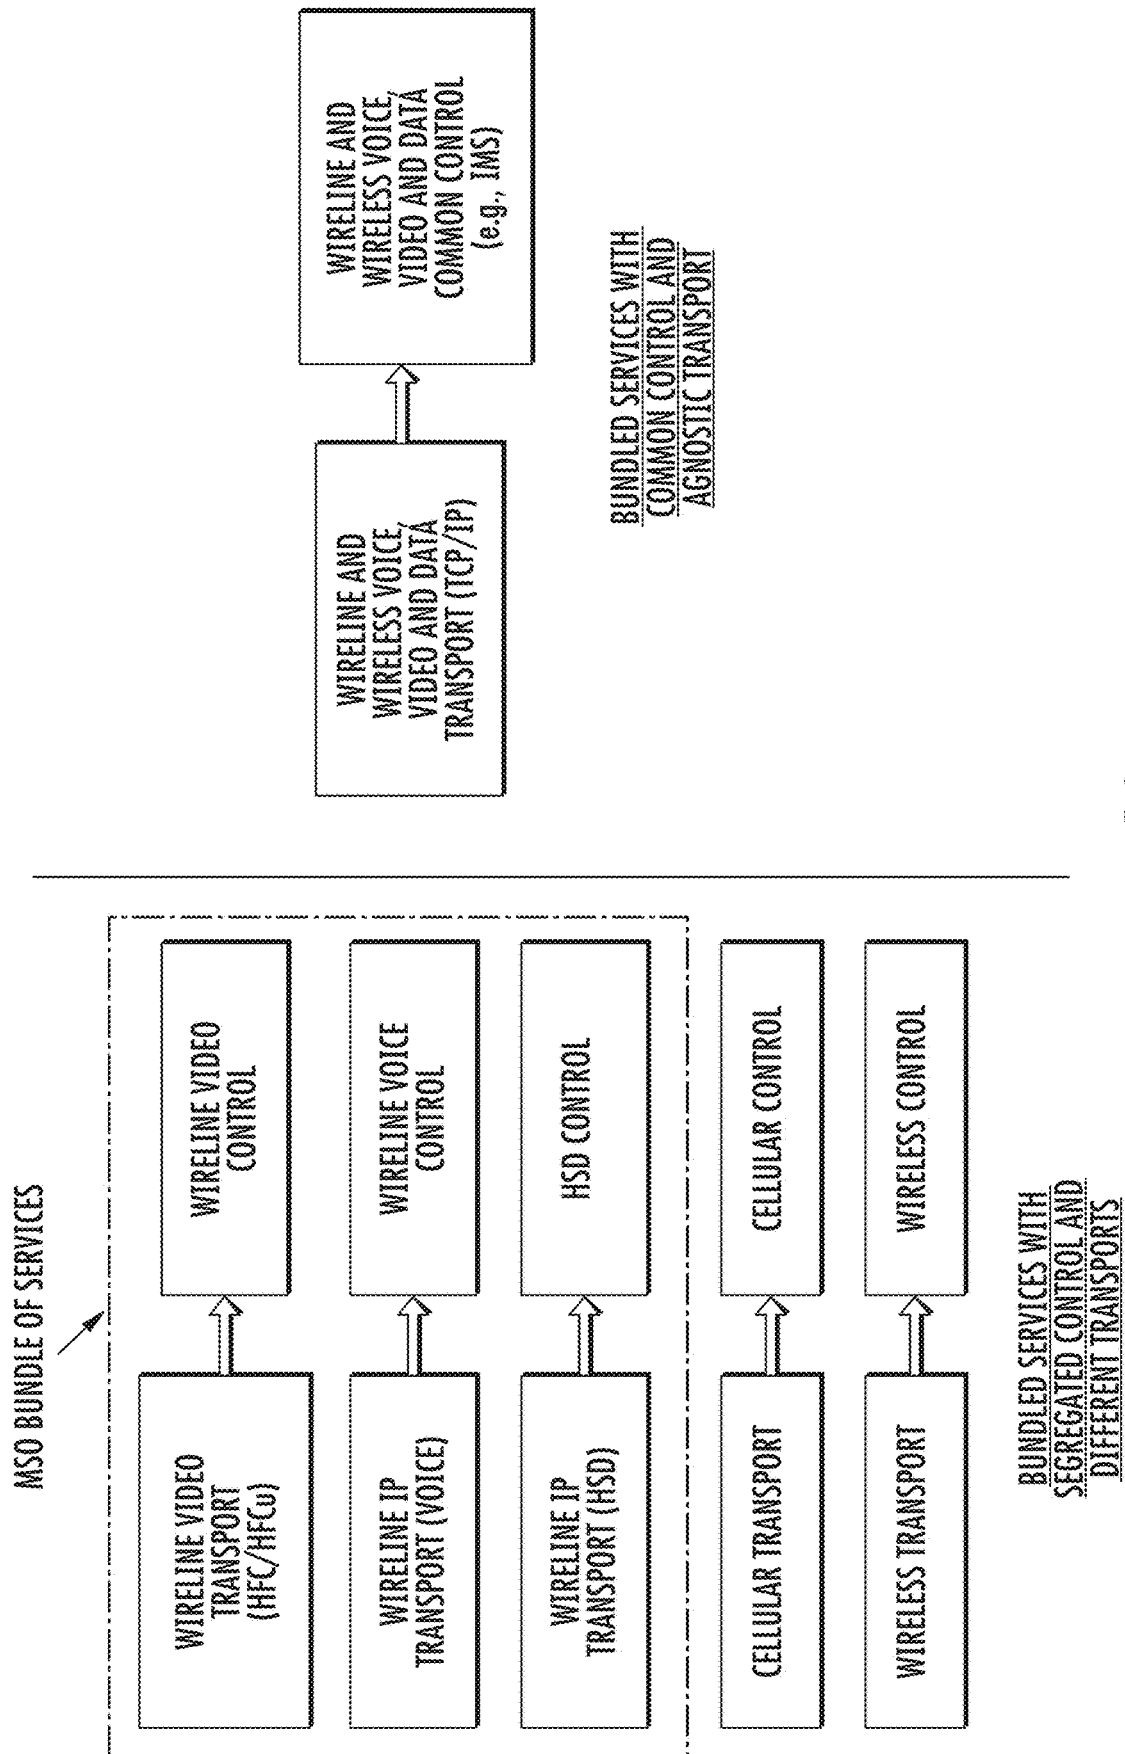 MSO BUNDLE OF SERVICES
WIRELINE VIDEO
TRANSPORT
(HFC/HFCu)
WIRELINE VIDEO
CONTROL
WIRELINE IP
TRANSPORT (VOICE)
WIRELINE VOICE
CONTROL
WIRELINE IP
TRANSPORT (HSD)
HSD CONTROL
CELLULAR TRANSPORT
CELLULAR CONTROL
WIRELESS TRANSPORT
WIRELESS CONTROL
BUNDLED SERVICES WITH
SEGREGATED CONTROL AND
DIFFERENT TRANSPORTS
WIRELINE AND
WIRELESS VOICE,
VIDEO AND DATA
TRANSPORT (TCP/IP)
WIRELINE AND
WIRELESS VOICE,
VIDEO AND DATA
COMMON CONTROL
(e.g., IMS)
BUNDLED SERVICES WITH
COMMON CONTROL AND
AGNOSTIC TRANSPORT